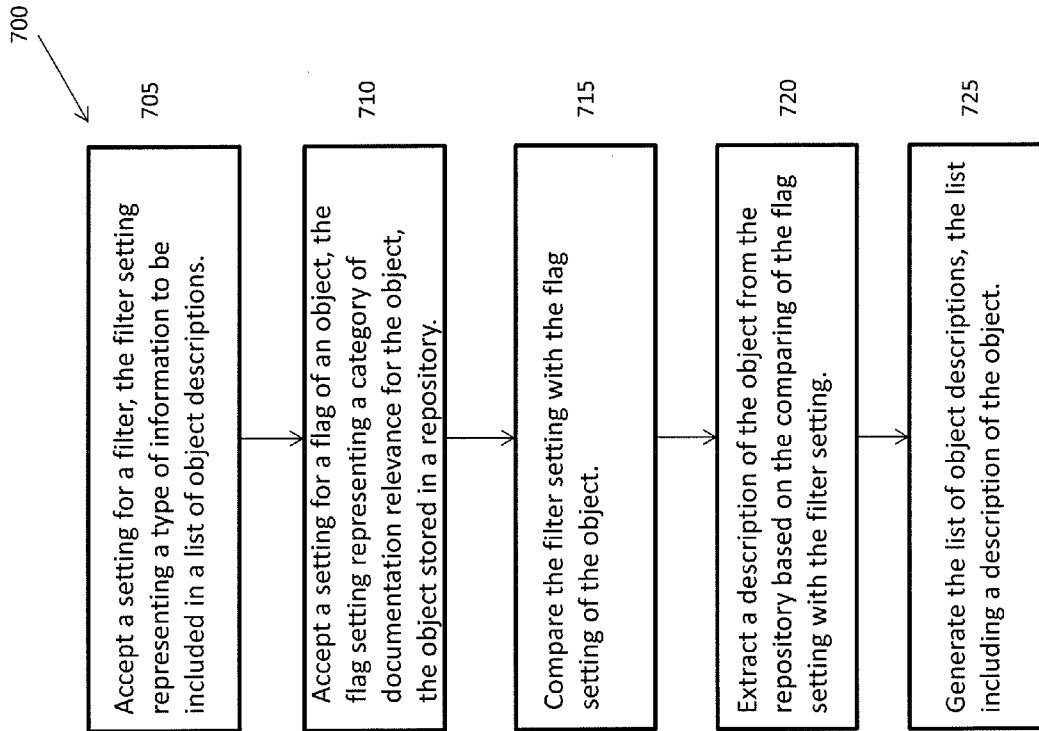 700
705
Accept a setting for a filter, the filter setting
representing a type of information to be
included in a list of object descriptions.
710
Accept a setting for a flag of an object, the
flag setting representing a category of
documentation relevance for the object,
the object stored in a repository.
715
Compare the filter setting with the flag
setting of the object.
720
Extract a description of the object from the
repository based on the comparing of the flag
setting with the filter setting.
725
Generate the list of object descriptions, the list
including a description of the object.